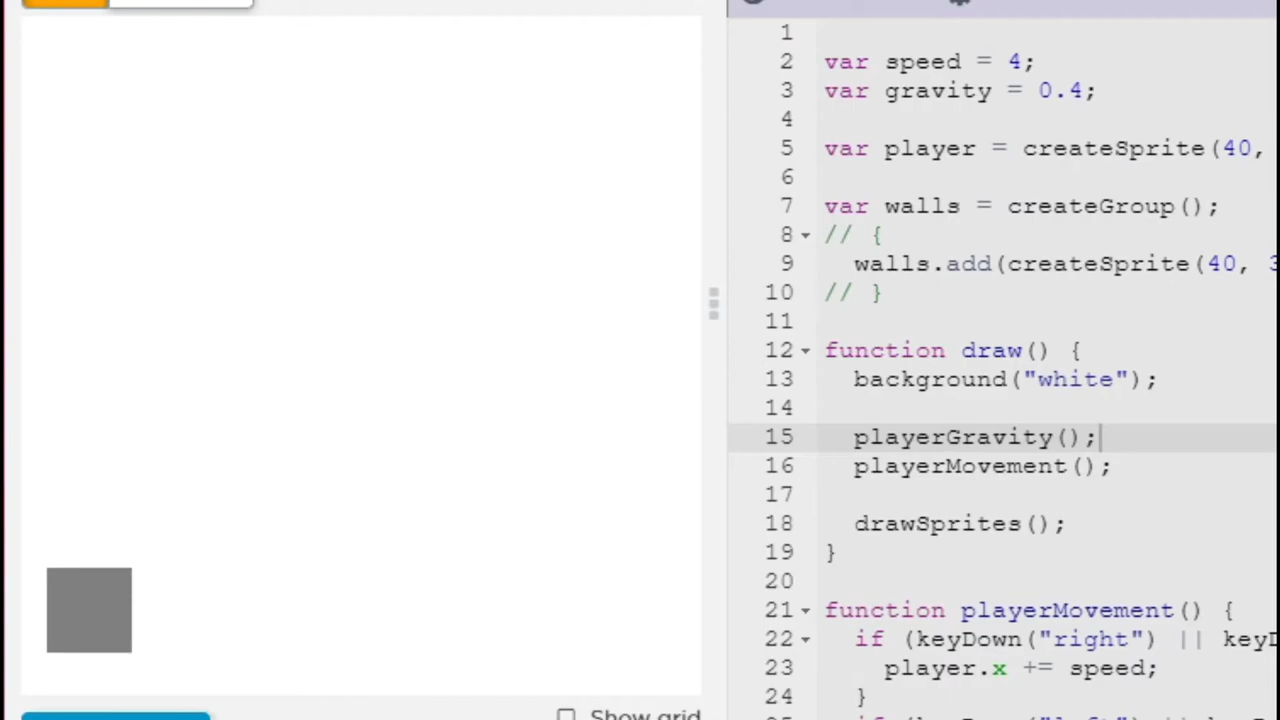 1
2 var speed = 4;
3 var gravity = 0.4;
4
5 var player = createSprite(40,
6
7 var walls = createGroup();
8 // {
9 walls.add(createSprite(40, 3
10 // }
11
12 function draw() {
13 background("white");
14
15 playerGravity();
16 playerMovement();
17
18 drawSprites();
19 }
20
21 function playerMovement() {
22 if (keyDown("right") || keyD
23 player.x += speed;
24 }
Show grid